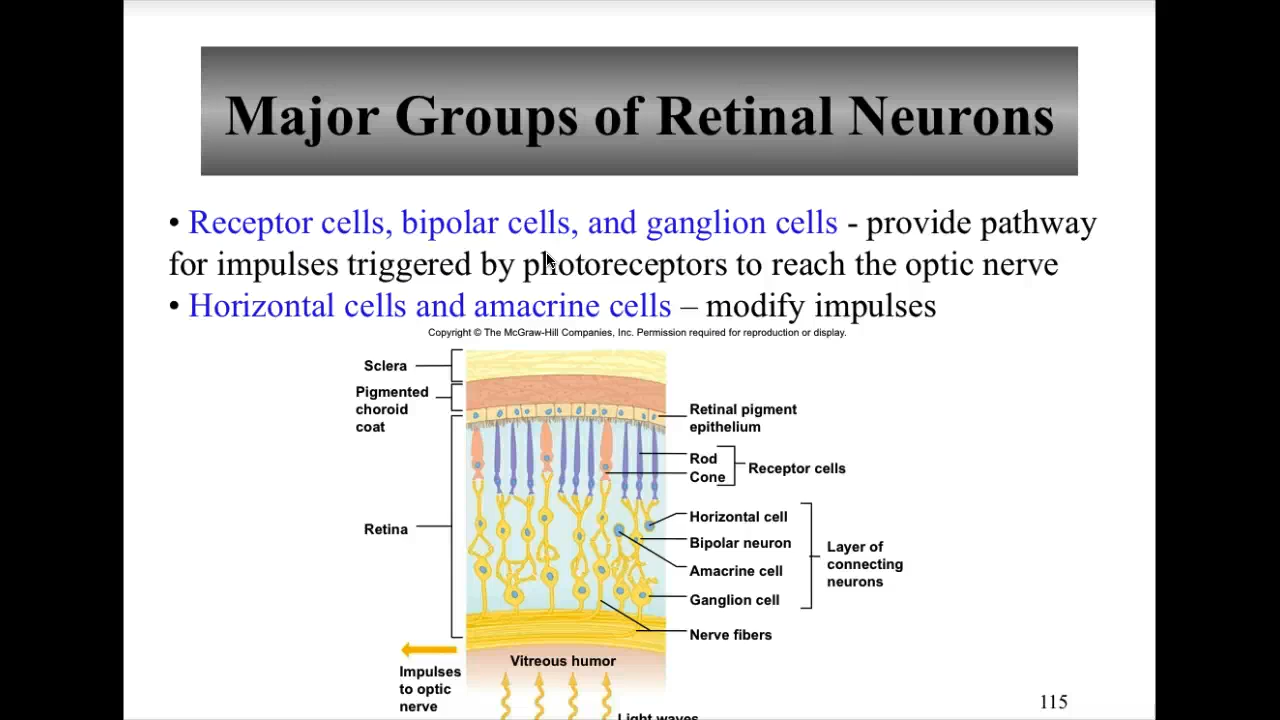 Major Groups of Retinal Neurons
• Receptor cells, bipolar cells, and ganglion cells - provide pathway
for impulses triggered by photoreceptors to reach the optic nerve
• Horizontal cells and amacrine cells – modify impulses
Copyright © The McGraw-Hill Companies, Inc. Permission required for reproduction or display.
Sclera
Pigmented
choroid
coat
Retina
Retinal pigment
epithelium
Rod
Cone
Receptor cells
Horizontal cell
Bipolar neuron
Amacrine cell
Ganglion cell
Layer of
connecting
neurons
Nerve fibers
Vitreous humor
Impulses
to optic
nerve
Light waves
115